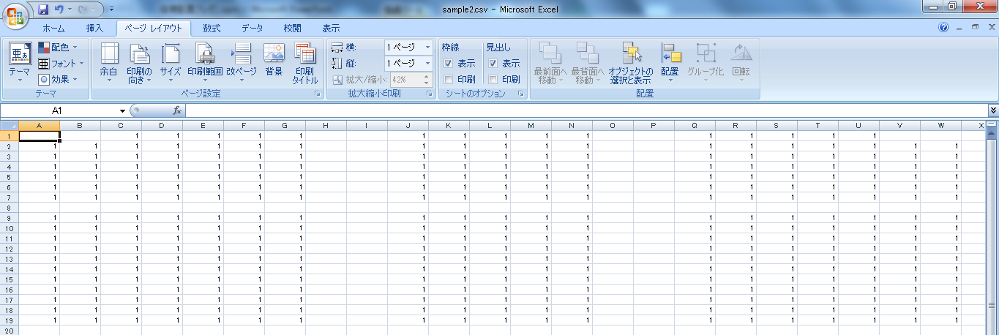 sample2.csv - Microsoft Excel
ホーム 挿入 ページ レイアウト 数式 データ 校閲 表示
亜ぁ 配色 横: 1 ページ 枠線 見出し
フォント 縦: 1 ページ 表示 表示
テーマ 効果 余白 印刷の向き サイズ 印刷範囲 改ページ 背景 印刷タイトル 拡大/縮小: 42% 印刷 印刷 最前面へ移動 最背面へ移動 オブジェクトの選択と表示 配置 グループ化 回転
テーマ ページ設定 拡大縮小印刷 シートのオプション 配置
A1 fx
A B C D E F G H I J K L M N O P Q R S T U V W X
1 1 1 1 1 1 1 1 1 1 1 1 1 1 1 1
2 1 1 1 1 1 1 1 1 1 1 1 1 1 1 1 1 1 1 1
3 1 1 1 1 1 1 1 1 1 1 1 1 1 1 1 1 1 1 1
4 1 1 1 1 1 1 1 1 1 1 1 1 1 1 1 1 1 1 1
5 1 1 1 1 1 1 1 1 1 1 1 1 1 1 1 1 1 1 1
6 1 1 1 1 1 1 1 1 1 1 1 1 1 1 1 1 1 1 1
7 1 1 1 1 1 1 1 1 1 1 1 1 1 1 1 1 1 1 1
8
9 1 1 1 1 1 1 1 1 1 1 1 1 1 1 1 1 1 1 1
10 1 1 1 1 1 1 1 1 1 1 1 1 1 1 1 1 1 1 1
11 1 1 1 1 1 1 1 1 1 1 1 1 1 1 1 1 1 1 1
12 1 1 1 1 1 1 1 1 1 1 1 1 1 1 1 1 1 1 1
13 1 1 1 1 1 1 1 1 1 1 1 1 1 1 1 1 1 1 1
14 1 1 1 1 1 1 1 1 1 1 1 1 1 1 1 1 1 1 1
15 1 1 1 1 1 1 1 1 1 1 1 1 1 1 1 1 1 1 1
16 1 1 1 1 1 1 1 1 1 1 1 1 1 1 1 1 1 1 1
17 1 1 1 1 1 1 1 1 1 1 1 1 1 1 1 1 1 1 1
18 1 1 1 1 1 1 1 1 1 1 1 1 1 1 1 1 1 1 1
19 1 1 1 1 1 1 1 1 1 1 1 1 1 1 1 1 1 1 1
20